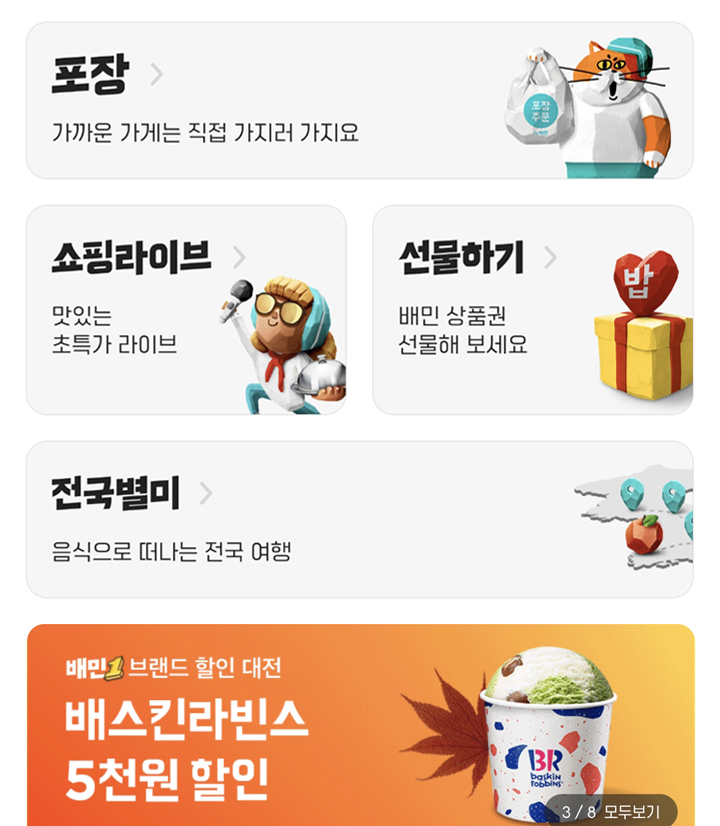 포장
가까운 가게는 직접 가지러 가지요
포장
주문
쇼핑라이브
맛있는
초특가 라이브
선물하기
배민 상품권
선물해 보세요
밥
전국별미
음식으로 떠나는 전국 여행
배민1 브랜드 할인 대전
배스킨라빈스
5천원 할인
BR
baskin
robbins
3 / 8 모두보기